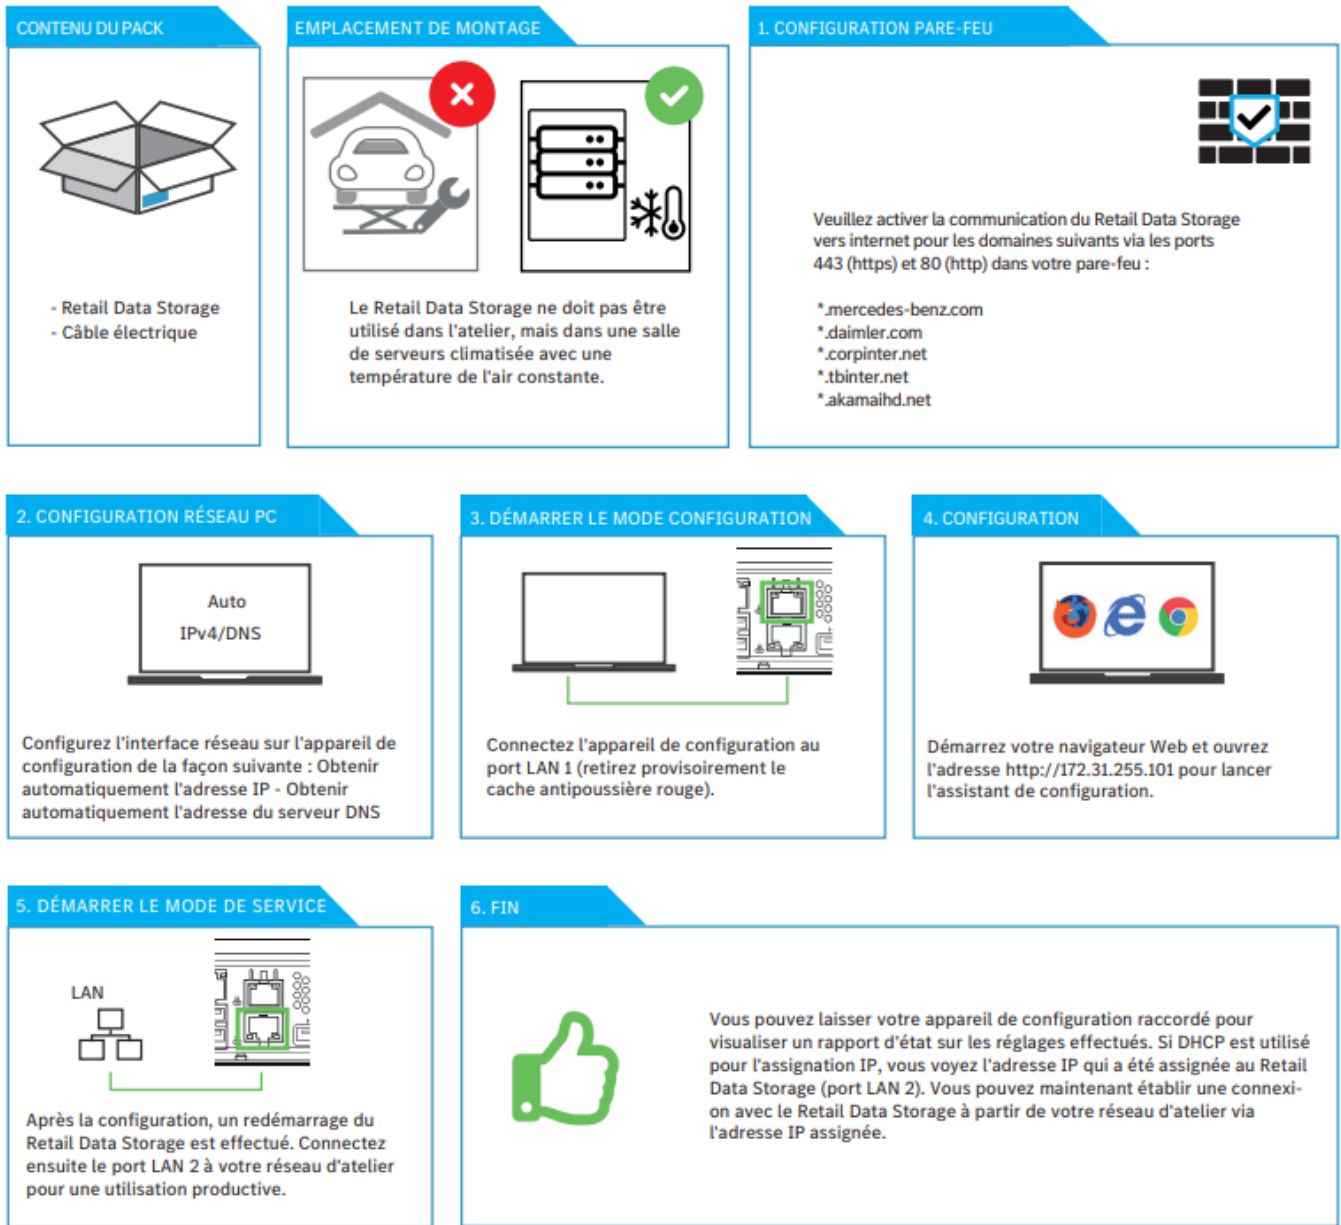 CONTENU DU PACK
- Retail Data Storage
- Câble électrique
EMPLACEMENT DE MONTAGE
Le Retail Data Storage ne doit pas être
utilisé dans l'atelier, mais dans une salle
de serveurs climatisée avec une
température de l'air constante.
1. CONFIGURATION PARE-FEU
Veuillez activer la communication du Retail Data Storage
vers internet pour les domaines suivants via les ports
443 (https) et 80 (http) dans votre pare-feu :
*.mercedes-benz.com
*.daimler.com
*.corpinter.net
*.tbinter.net
*.akamaihd.net
2. CONFIGURATION RÉSEAU PC
Auto
IPv4/DNS
Configurez l'interface réseau sur l'appareil de
configuration de la façon suivante : Obtenir
automatiquement l'adresse IP - Obtenir
automatiquement l'adresse du serveur DNS
3. DÉMARRER LE MODE CONFIGURATION
Connectez l'appareil de configuration au
port LAN 1 (retirez provisoirement le
cache antipoussière rouge).
4. CONFIGURATION
Démarrez votre navigateur Web et ouvrez
l'adresse http://172.31.255.101 pour lancer
l'assistant de configuration.
5. DÉMARRER LE MODE DE SERVICE
LAN
Après la configuration, un redémarrage du
Retail Data Storage est effectué. Connectez
ensuite le port LAN 2 à votre réseau d'atelier
pour une utilisation productive.
6. FIN
Vous pouvez laisser votre appareil de configuration raccordé pour
visualiser un rapport d'état sur les réglages effectués. Si DHCP est utilisé
pour l'assignation IP, vous voyez l'adresse IP qui a été assignée au Retail
Data Storage (port LAN 2). Vous pouvez maintenant établir une connexi-
on avec le Retail Data Storage à partir de votre réseau d'atelier via
l'adresse IP assignée.